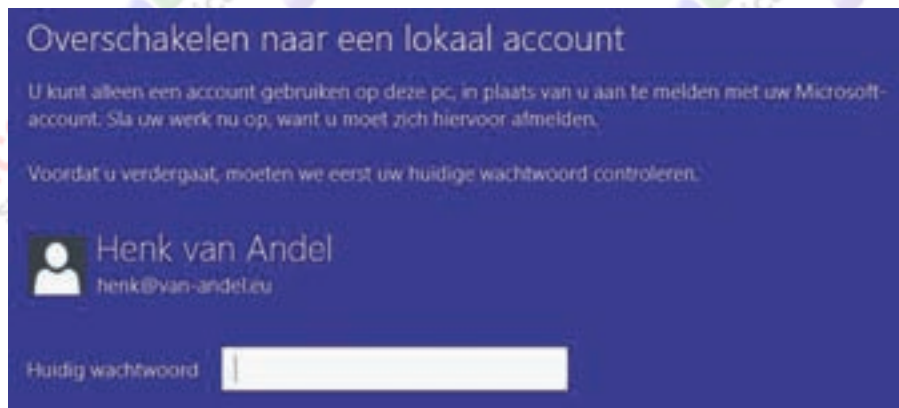 Overschakelen naar een lokaal account
U kunt alleen een account gebruiken op deze pc, in plaats van u aan te melden met uw Microsoft-
account. Sla uw werk nu op, want u moet zich hiervoor afmelden.
Voordat u verdergaat, moeten we eerst uw huidige wachtwoord controleren.
Henk van Andel
henk@van-andel.eu
Huidig wachtwoord